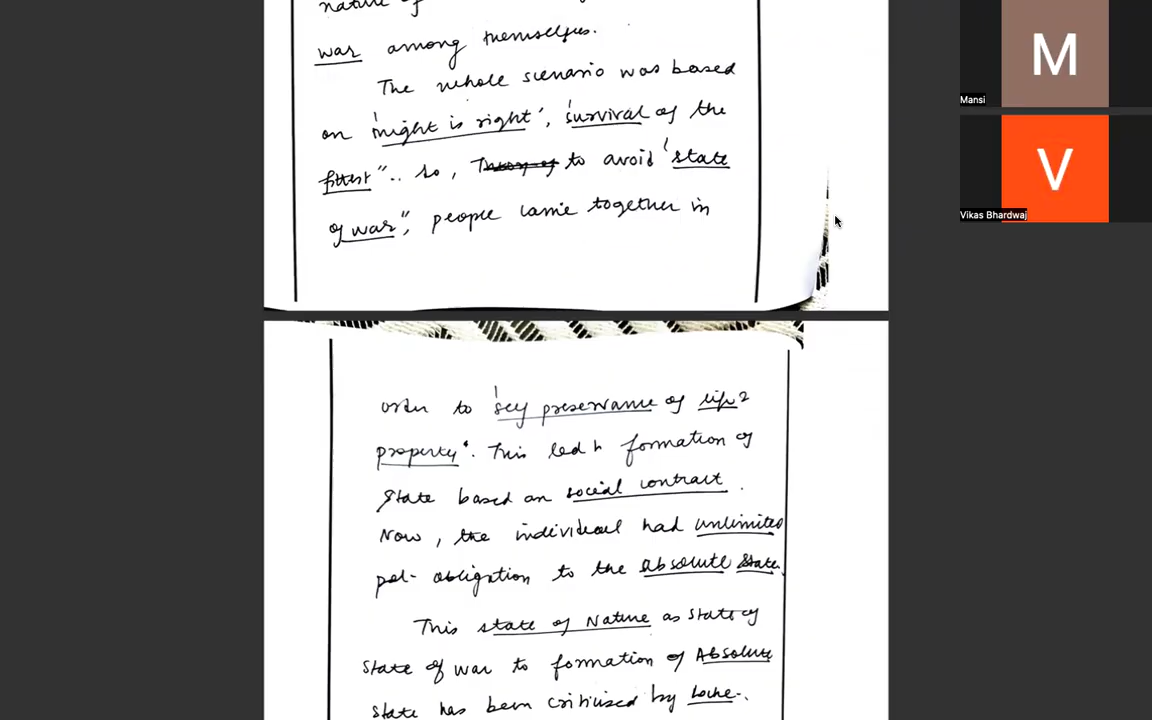 nature of
war among themselves.
The whole scenario was based
on 'might is right', 'survival of the
fittest". So, to avoid 'state
of war", people came together in
order to 'self preservance of life &
property'. This led to formation of
State based on social contract.
Now, the individual had unlimited
pol. obligation to the absolute State.
This state of Nature as state of
state of war to formation of Absolute
State has been criticised by Locke.
M
Mansi
V
Vikas Bhardwaj